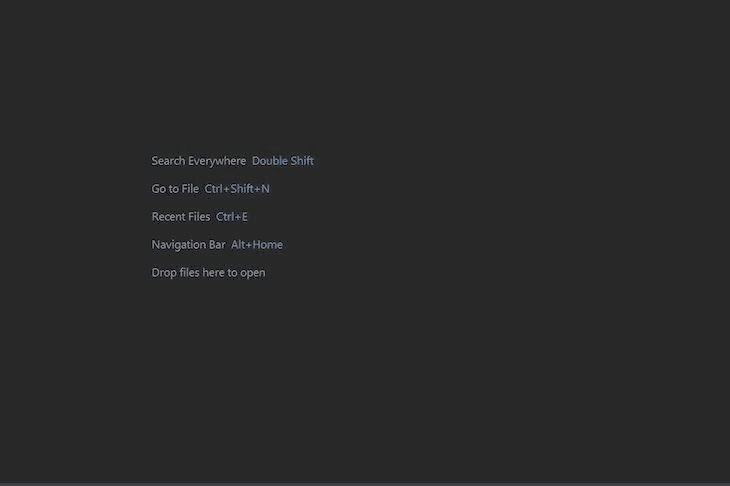 Search Everywhere Double Shift
Go to File Ctrl+Shift+N
Recent Files Ctrl+E
Navigation Bar Alt+Home
Drop files here to open